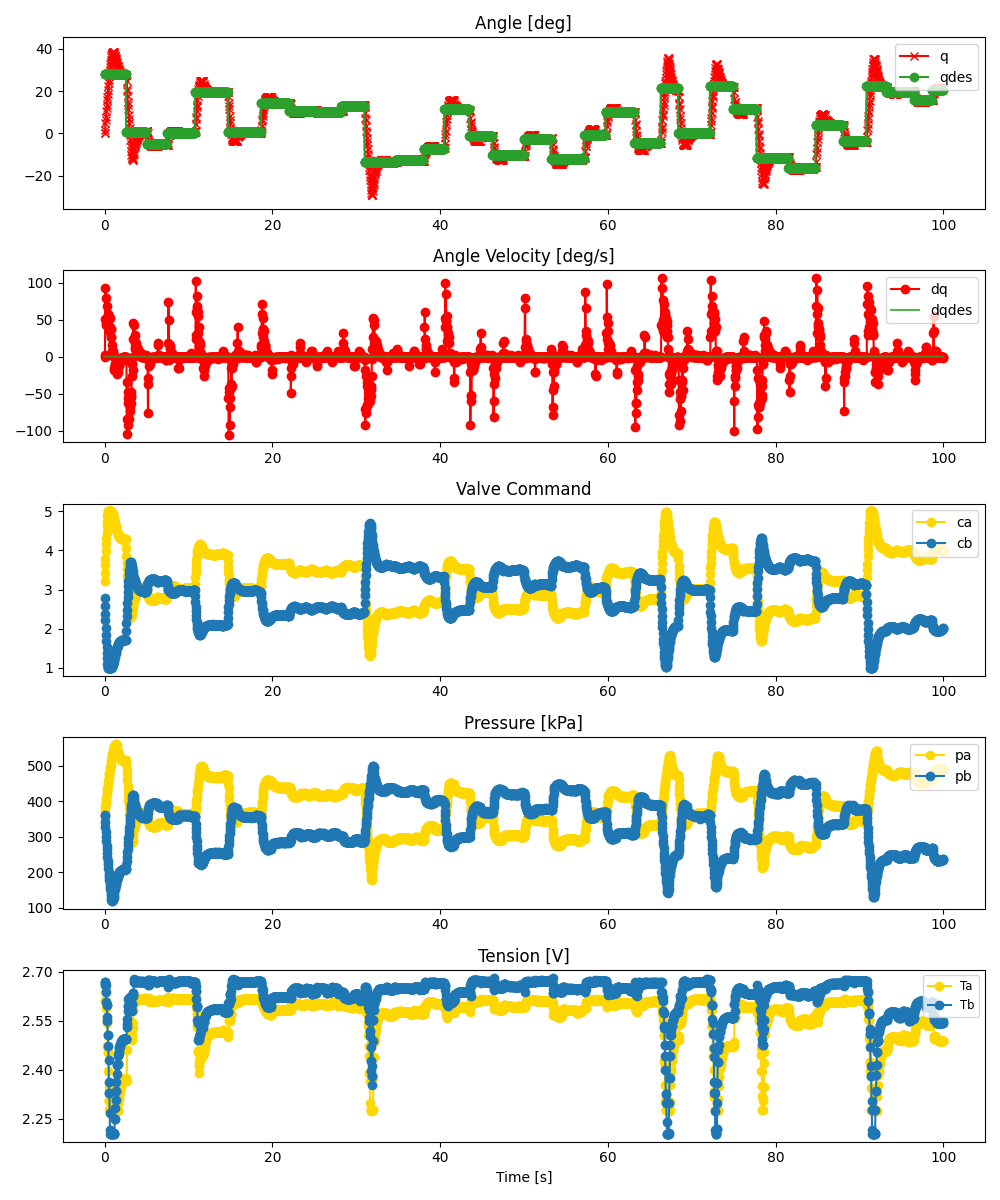 Angle [deg]
40
20
0
−20
q
qdes
0 20 40 60 80 100
Angle Velocity [deg/s]
100
50
0
−50
−100
dq
dqdes
0 20 40 60 80 100
Valve Command
5
4
3
2
1
ca
cb
0 20 40 60 80 100
Pressure [kPa]
500
400
300
200
100
pa
pb
0 20 40 60 80 100
Tension [V]
2.70
2.55
2.40
2.25
Ta
Tb
0 20 40 60 80 100
Time [s]